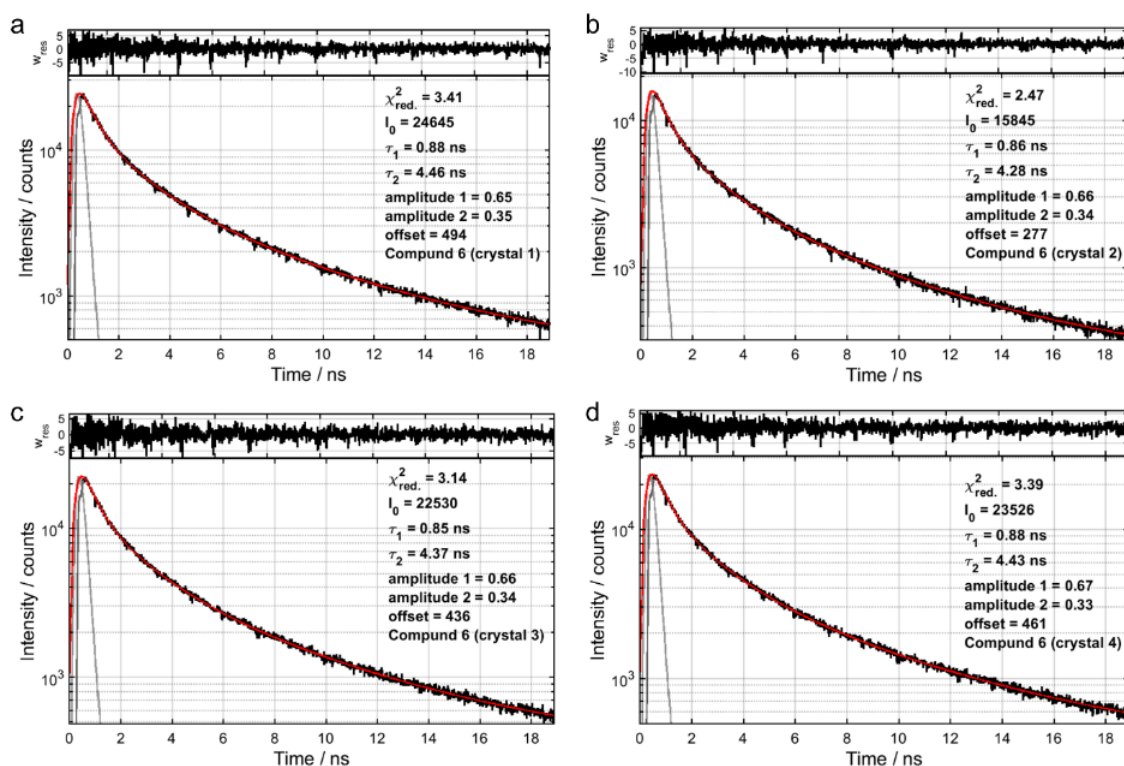 a
5
0
-5
w_res
10^4
10^3
Intensity / counts
χ²_red. = 3.41
I_0 = 24645
τ_1 = 0.88 ns
τ_2 = 4.46 ns
amplitude 1 = 0.65
amplitude 2 = 0.35
offset = 494
Compund 6 (crystal 1)
0 2 4 6 8 10 12 14 16 18
Time / ns
b
5
0
-5
-10
w_res
10^4
10^3
Intensity / counts
χ²_red. = 2.47
I_0 = 15845
τ_1 = 0.86 ns
τ_2 = 4.28 ns
amplitude 1 = 0.66
amplitude 2 = 0.34
offset = 277
Compund 6 (crystal 2)
0 2 4 6 8 10 12 14 16 18
Time / ns
c
5
0
-5
w_res
10^4
10^3
Intensity / counts
χ²_red. = 3.14
I_0 = 22530
τ_1 = 0.85 ns
τ_2 = 4.37 ns
amplitude 1 = 0.66
amplitude 2 = 0.34
offset = 436
Compund 6 (crystal 3)
0 2 4 6 8 10 12 14 16 18
Time / ns
d
5
0
-5
w_res
10^4
10^3
Intensity / counts
χ²_red. = 3.39
I_0 = 23526
τ_1 = 0.88 ns
τ_2 = 4.43 ns
amplitude 1 = 0.67
amplitude 2 = 0.33
offset = 461
Compund 6 (crystal 4)
0 2 4 6 8 10 12 14 16 18
Time / ns